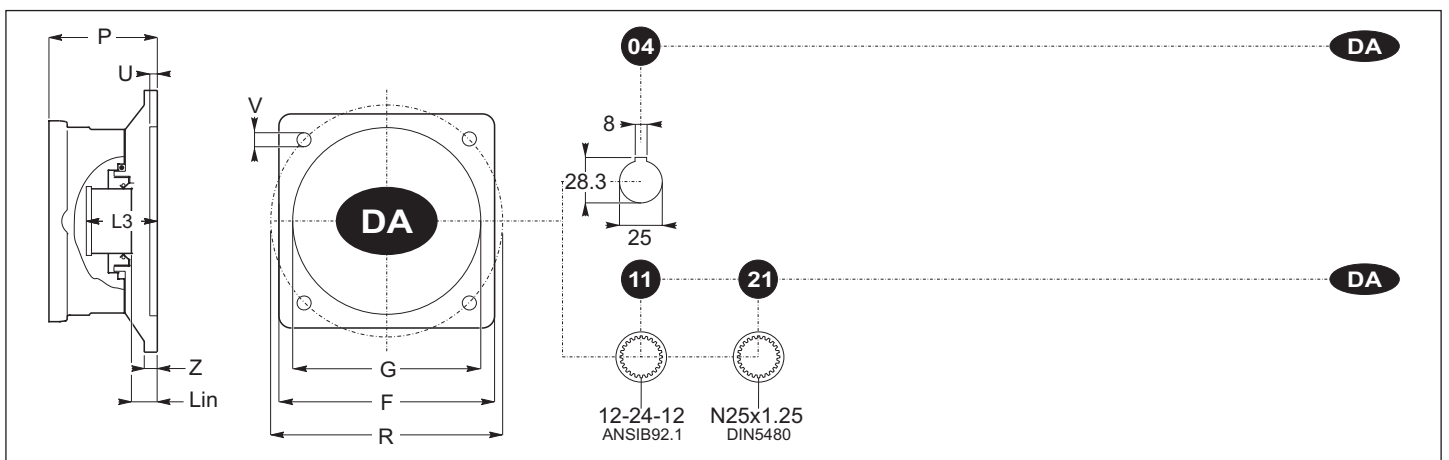 P
U
V
L3
Z
Lin
DA
G
F
R
04
DA
8
28.3
25
11
21
DA
12-24-12
ANSIB92.1
N25x1.25
DIN5480